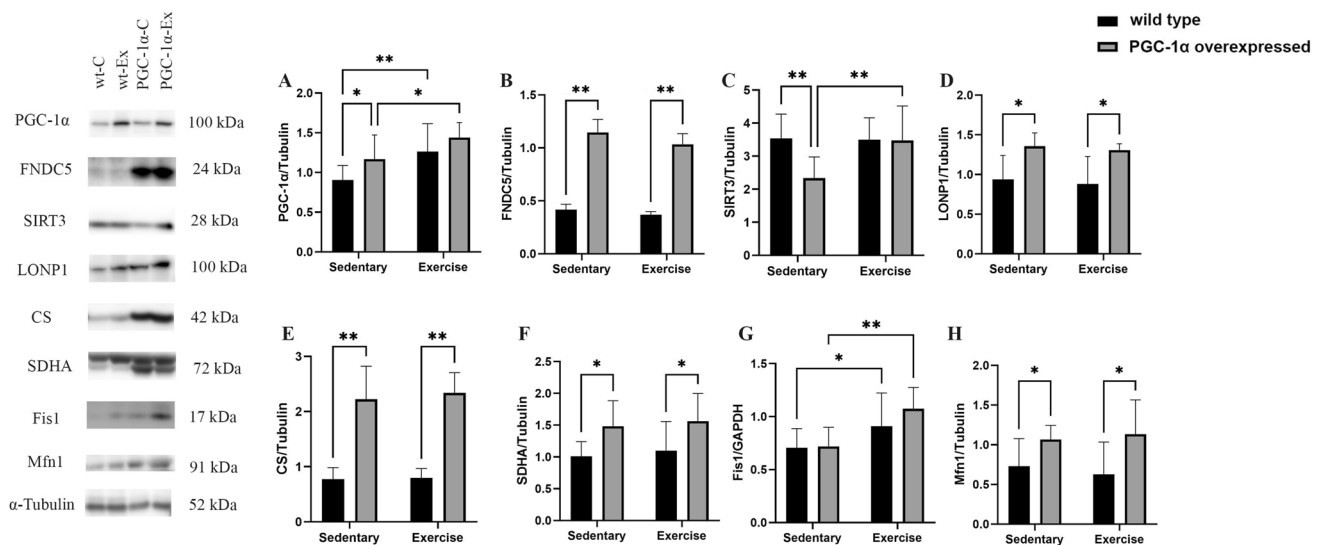 wild type
PGC-1α overexpressed
wt-C
wt-Ex
PGC-1α-C
PGC-1α-Ex
PGC-1α 100 kDa
FNDC5 24 kDa
SIRT3 28 kDa
LONP1 100 kDa
CS 42 kDa
SDHA 72 kDa
Fis1 17 kDa
Mfn1 91 kDa
α-Tubulin 52 kDa
A
PGC-1α/Tubulin
2.0
1.5
1.0
0.5
0.0
** * *
Sedentary Exercise
B
FNDC5/Tubulin
1.5
1.0
0.5
0.0
** **
Sedentary Exercise
C
SIRT3/Tubulin
5
4
3
2
1
0
** **
Sedentary Exercise
D
LONP1/Tubulin
2.0
1.5
1.0
0.5
0.0
* *
Sedentary Exercise
E
CS/Tubulin
3
2
1
0
** **
Sedentary Exercise
F
SDHA/Tubulin
2.5
2.0
1.5
1.0
0.5
0.0
* *
Sedentary Exercise
G
Fis1/GAPDH
1.5
1.0
0.5
0.0
** *
Sedentary Exercise
H
Mfn1/Tubulin
2.0
1.5
1.0
0.5
0.0
* *
Sedentary Exercise